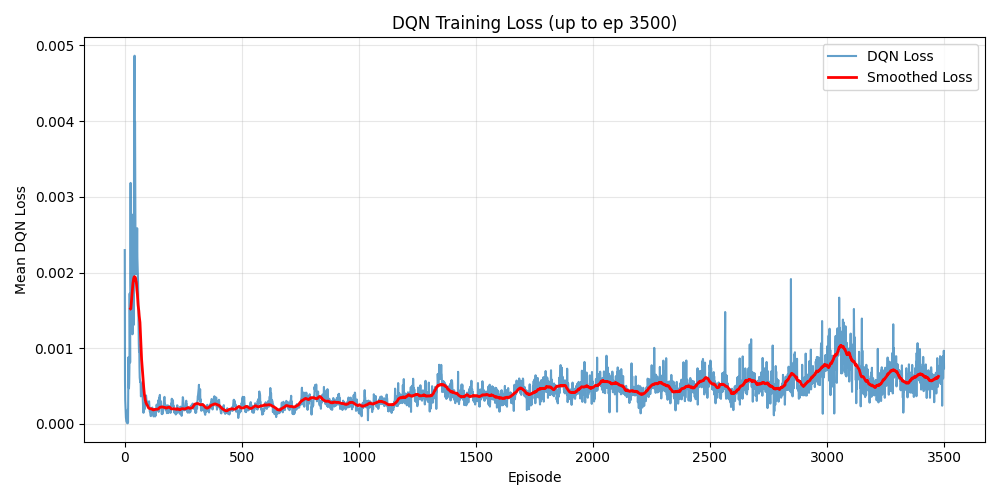 DQN Training Loss (up to ep 3500)
DQN Loss
Smoothed Loss
Mean DQN Loss
0.005
0.004
0.003
0.002
0.001
0.000
0 500 1000 1500 2000 2500 3000 3500
Episode